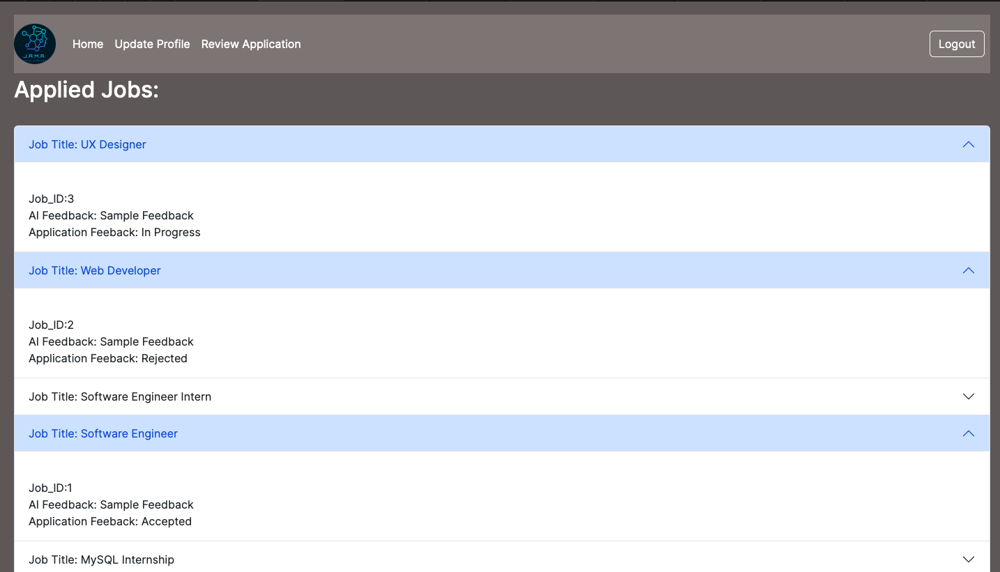 J.A.M.A.
Home Update Profile Review Application Logout
Applied Jobs:
Job Title: UX Designer
Job_ID:3
AI Feedback: Sample Feedback
Application Feeback: In Progress
Job Title: Web Developer
Job_ID:2
AI Feedback: Sample Feedback
Application Feeback: Rejected
Job Title: Software Engineer Intern
Job Title: Software Engineer
Job_ID:1
AI Feedback: Sample Feedback
Application Feeback: Accepted
Job Title: MySQL Internship